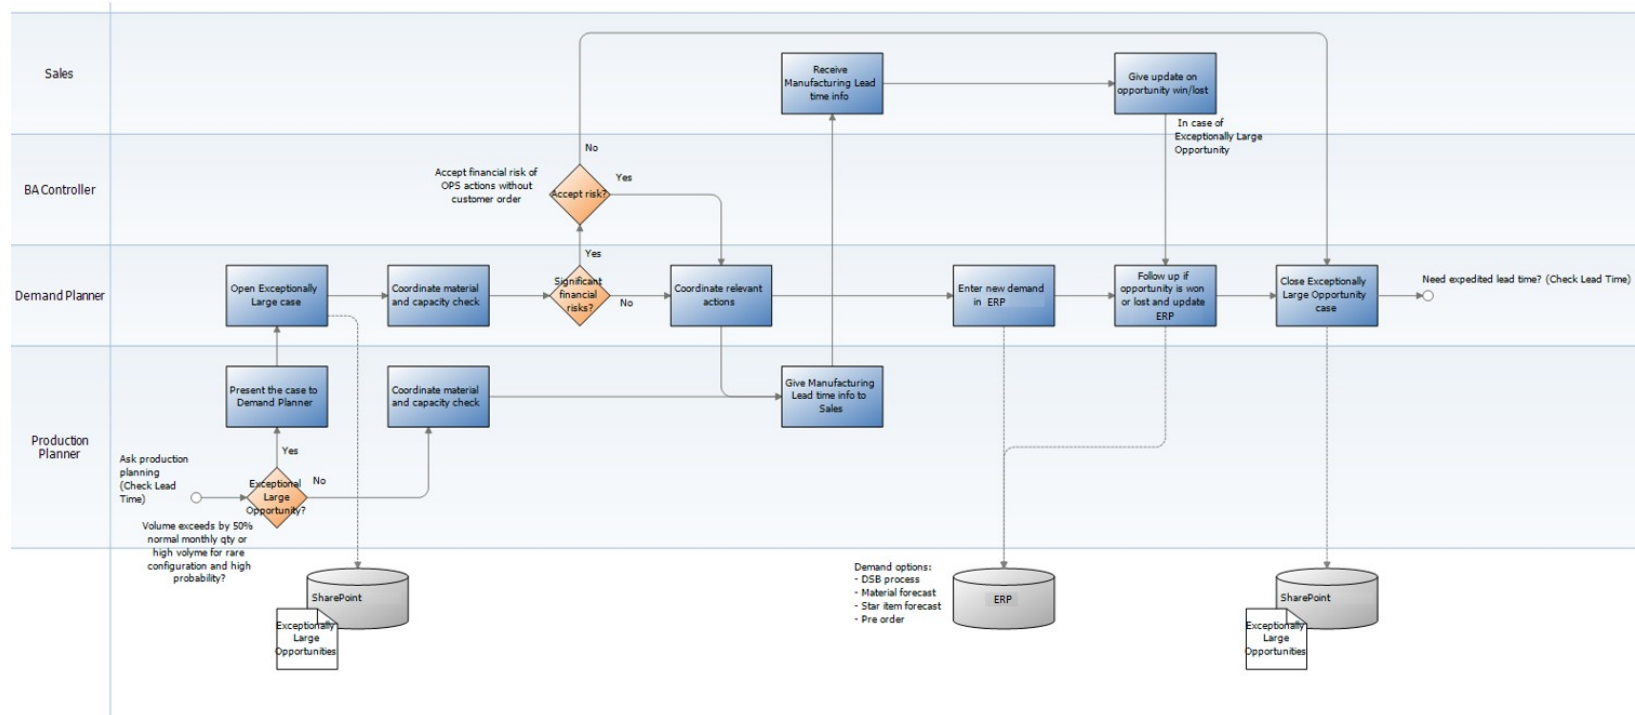 Sales
Receive
Manufacturing Lead
time info
Give update on
opportunity win/lost
In case of
Exceptionally Large
Opportunity
BA Controller
No
Accept financial risk of
OPS actions without
customer order
Accept risk?
Yes
Demand Planner
Open Exceptionally
Large case
Coordinate material
and capacity check
Yes
Significant
financial
risks?
No
Coordinate relevant
actions
Enter new demand
in ERP
Follow up if
opportunity is won
or lost and update
ERP
Close Exceptionally
Large Opportunity
case
Need expedited lead time? (Check Lead Time)
Production
Planner
Present the case to
Demand Planner
Coordinate material
and capacity check
Give Manufacturing
Lead time info to
Sales
Ask production
planning
(Check Lead
Time)
Yes
Exceptional
Large
Opportunity?
No
Volume exceeds by 50%
normal monthly qty or
high volyme for rare
configuration and high
probability?
SharePoint
Exceptionally
Large
Opportunities
Demand options:
- DSB process
- Material forecast
- Star item forecast
- Pre order
ERP
SharePoint
Exceptionally
Large
Opportunities